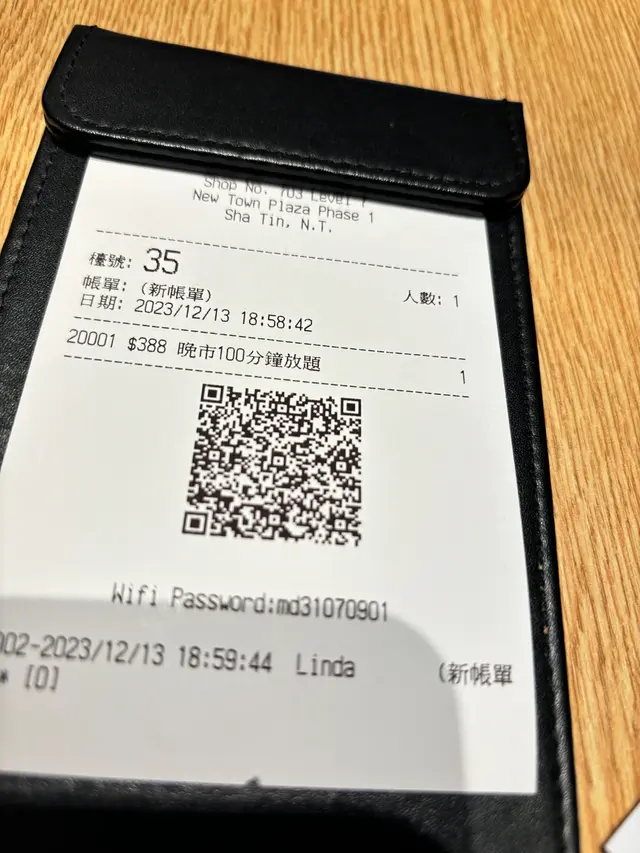 Shop No. 703 Level 7
New Town Plaza Phase 1
Sha Tin, N.T.
檯號: 35
帳單: (新帳單) 人數: 1
日期: 2023/12/13 18:58:42
20001 $388 晚市100分鐘放題 1
Wifi Password:md31070901
002-2023/12/13 18:59:44 Linda (新帳單
* [0]